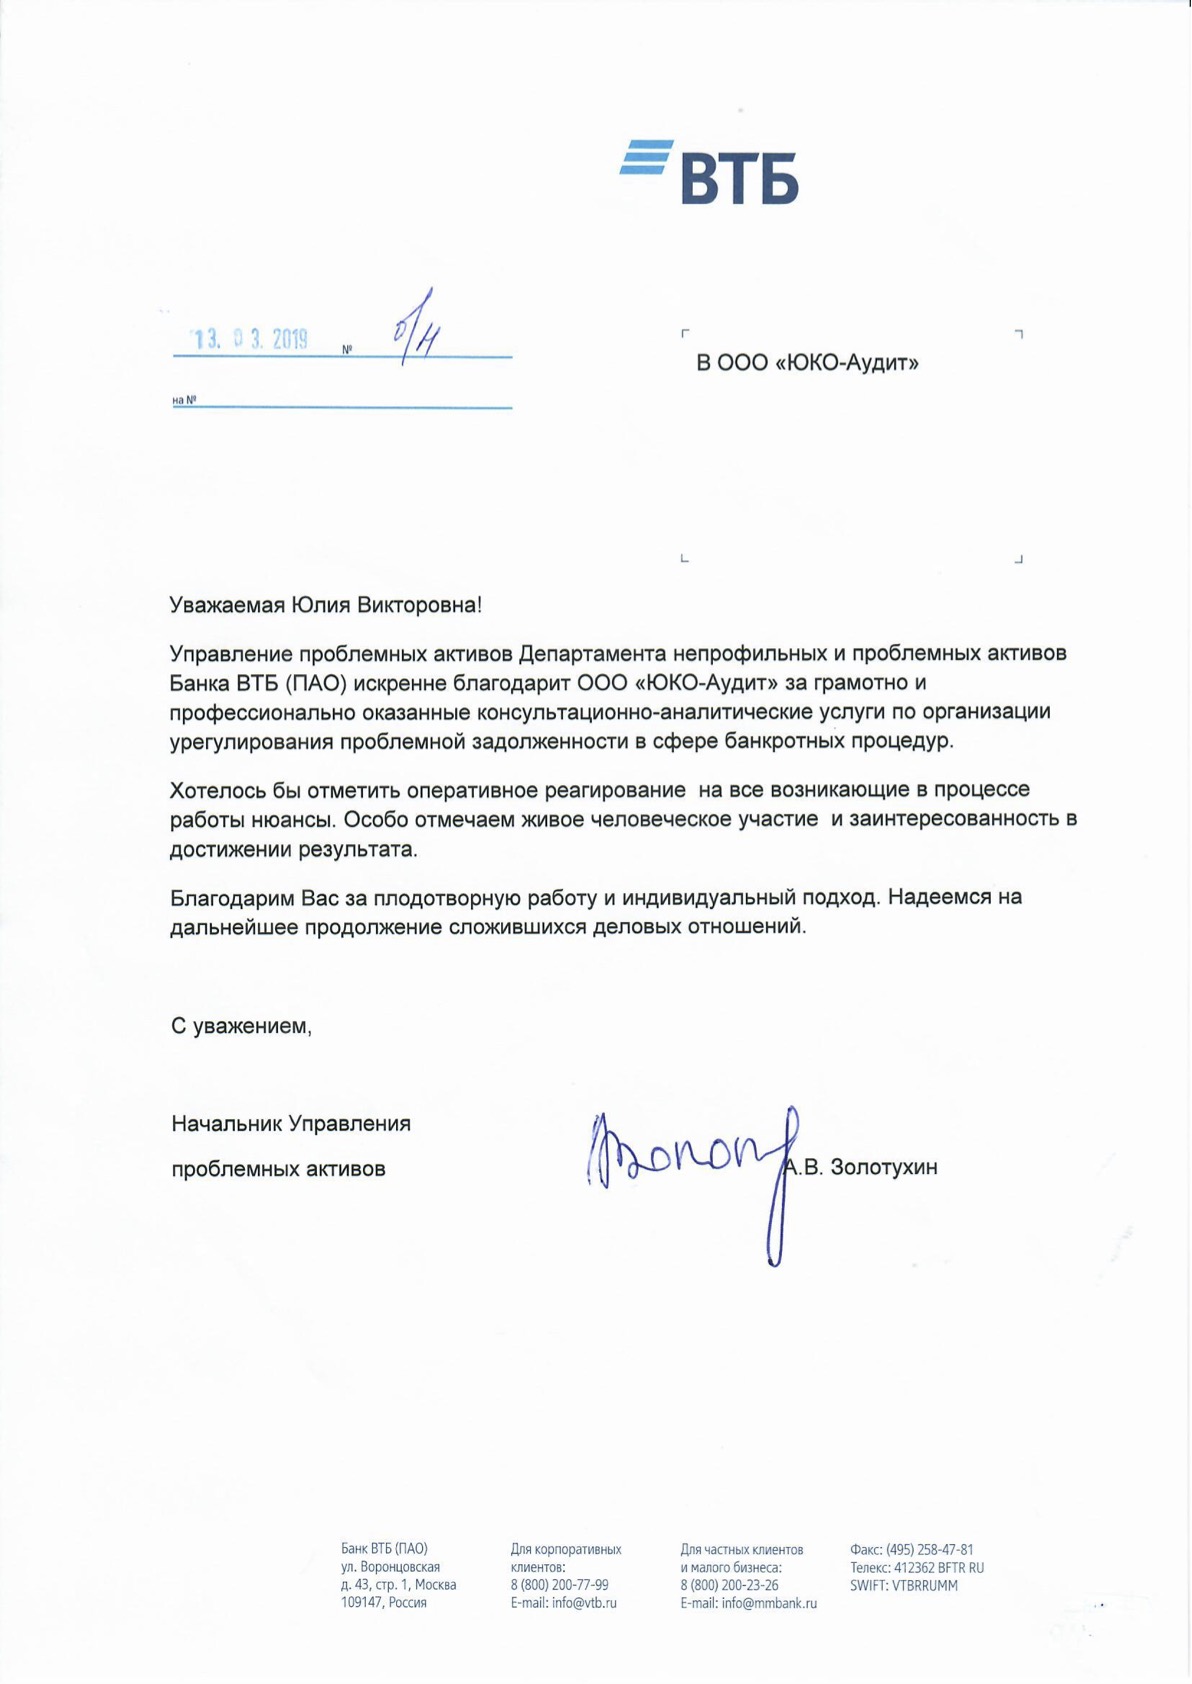 ВТБ
13. 03. 2019 № б/н
на №
В ООО «ЮКО-Аудит»
Уважаемая Юлия Викторовна!
Управление проблемных активов Департамента непрофильных и проблемных активов
Банка ВТБ (ПАО) искренне благодарит ООО «ЮКО-Аудит» за грамотно и
профессионально оказанные консультационно-аналитические услуги по организации
урегулирования проблемной задолженности в сфере банкротных процедур.
Хотелось бы отметить оперативное реагирование на все возникающие в процессе
работы нюансы. Особо отмечаем живое человеческое участие и заинтересованность в
достижении результата.
Благодарим Вас за плодотворную работу и индивидуальный подход. Надеемся на
дальнейшее продолжение сложившихся деловых отношений.
С уважением,
Начальник Управления
проблемных активов
А.В. Золотухин
Банк ВТБ (ПАО)
ул. Воронцовская
д. 43, стр. 1, Москва
109147, Россия
Для корпоративных
клиентов:
8 (800) 200-77-99
E-mail: info@vtb.ru
Для частных клиентов
и малого бизнеса:
8 (800) 200-23-26
E-mail: info@mmbank.ru
Факс: (495) 258-47-81
Телекс: 412362 BFTR RU
SWIFT: VTBRRUMM